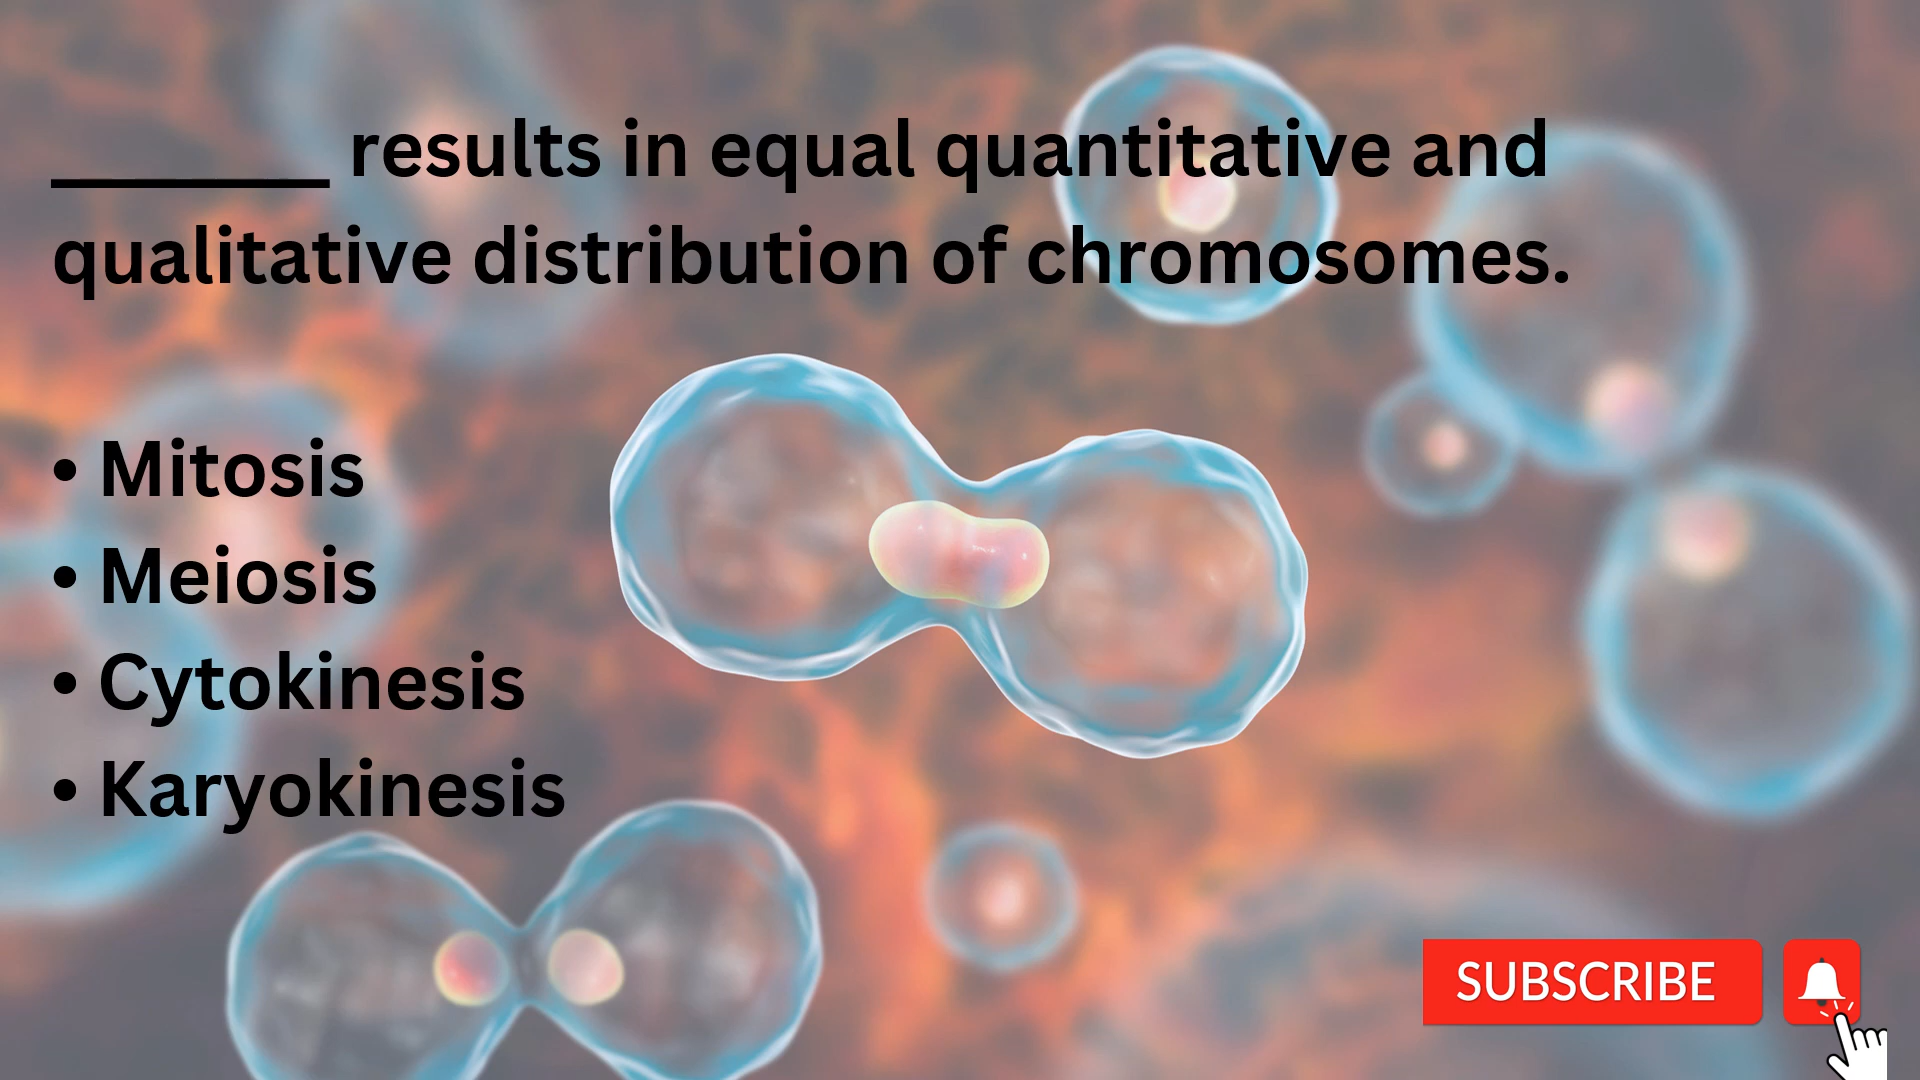 ________ results in equal quantitative and
qualitative distribution of chromosomes.
• Mitosis
• Meiosis
• Cytokinesis
• Karyokinesis
SUBSCRIBE